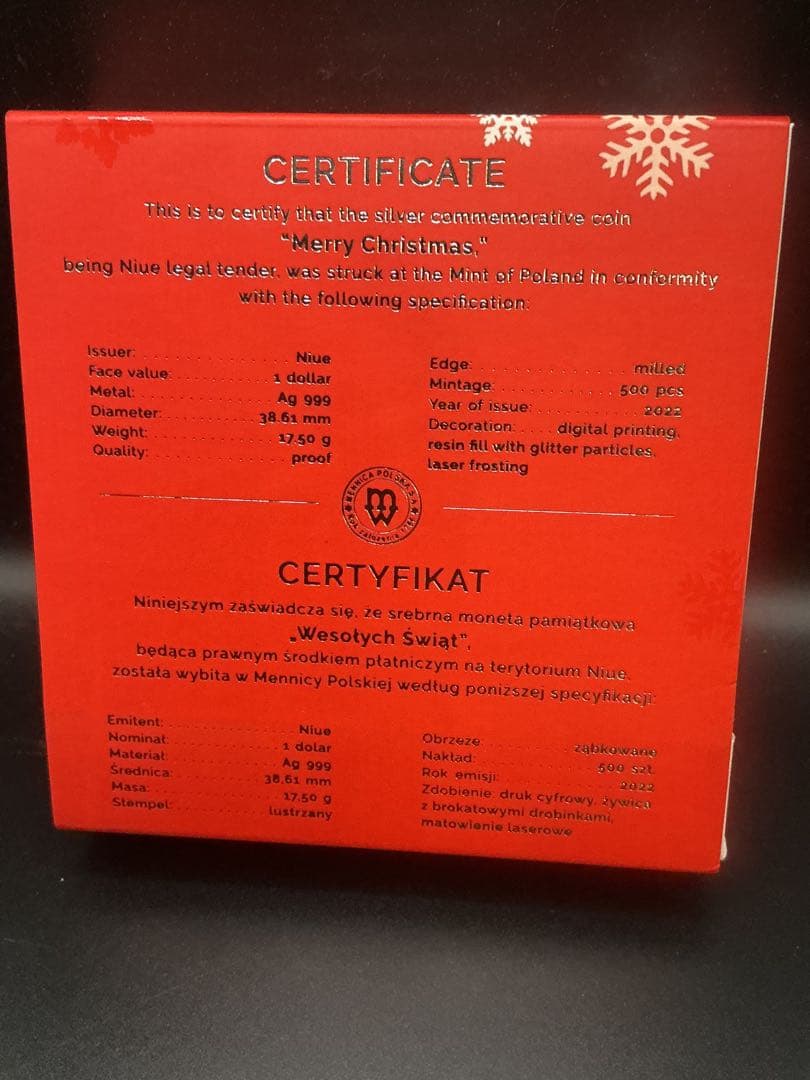 CERTIFICATE
This is to certify that the silver commemorative coin
"Merry Christmas,"
being Niue legal tender, was struck at the Mint of Poland in conformity
with the following specification:
Issuer: Niue
Face value: 1 dollar
Metal: Ag 999
Diameter: 38.61 mm
Weight: 17.50 g
Quality: proof
Edge: milled
Mintage: 500 pcs
Year of issue: 2022
Decoration: digital printing,
resin fill with glitter particles,
laser frosting
MENNICA POLSKA S.A.
CERTYFIKAT
Niniejszym zaświadcza się, że srebrna moneta pamiątkowa
„Wesołych Świąt",
będąca prawnym środkiem płatniczym na terytorium Niue,
została wybita w Mennicy Polskiej według poniższej specyfikacji:
Emitent: Niue
Nominał: 1 dolar
Materiał: Ag 999
Średnica: 38,61 mm
Masa: 17,50 g
Stempel: lustrzany
Obrzeże: ząbkowane
Nakład: 500 szt.
Rok emisji: 2022
Zdobienie: druk cyfrowy, żywica
z brokatowymi drobinkami,
matowienie laserowe